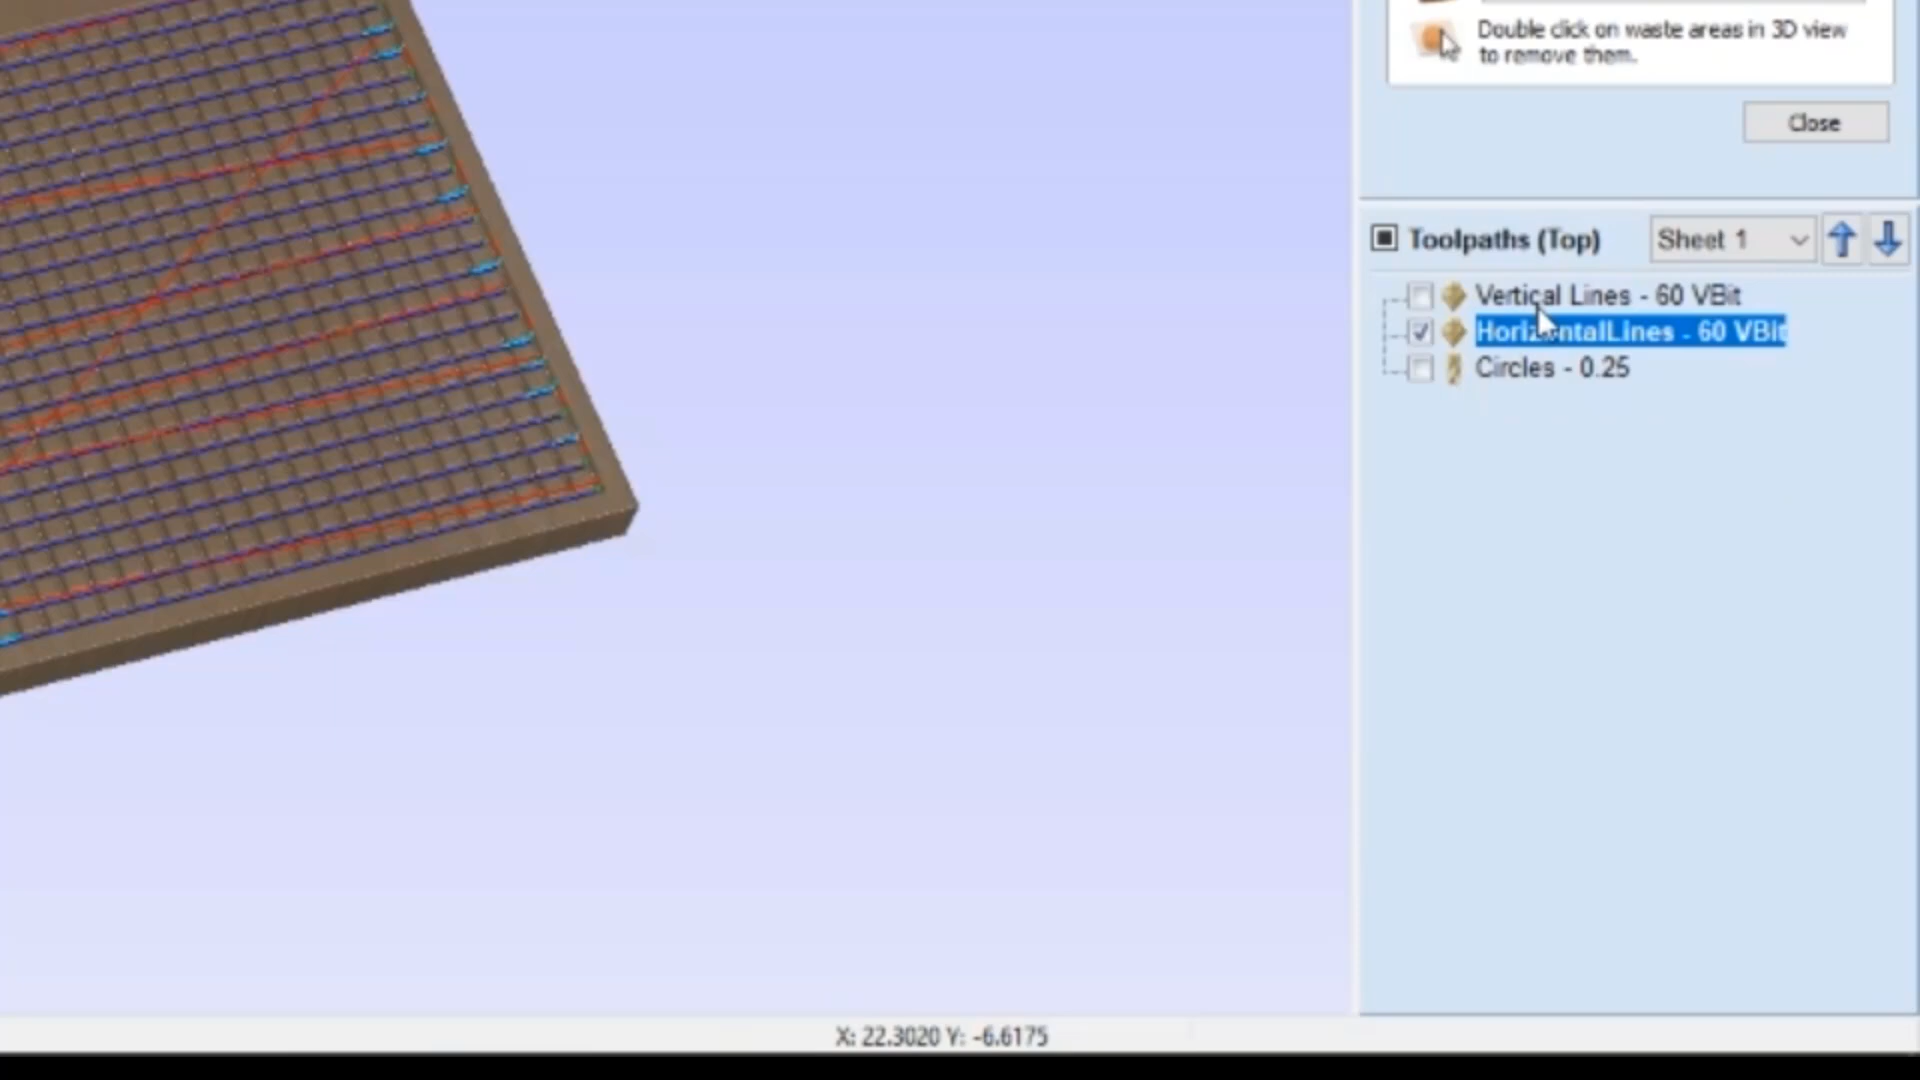 Double click on waste areas in 3D view
to remove them.
Close
Toolpaths (Top)
Sheet 1
Vertical Lines - 60 VBit
HorizontalLines - 60 VBit
Circles - 0.25
X: 22.3020 Y: -6.6175